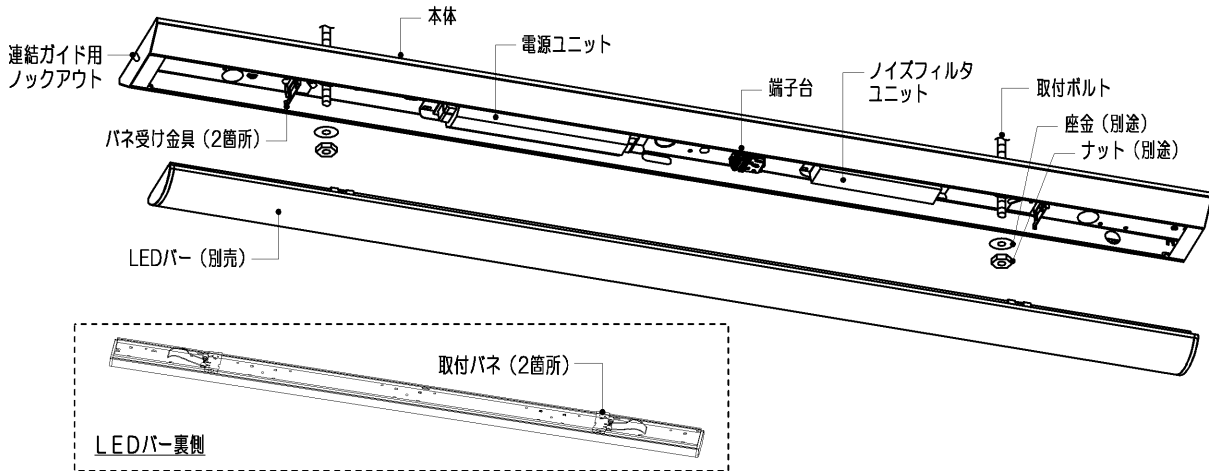 本体
連結ガイド用
ノックアウト
電源ユニット
端子台
ノイズフィルタ
ユニット
取付ボルト
座金（別途）
ナット（別途）
バネ受け金具（2箇所）
LEDバー（別売）
取付バネ（2箇所）
LEDバー裏側